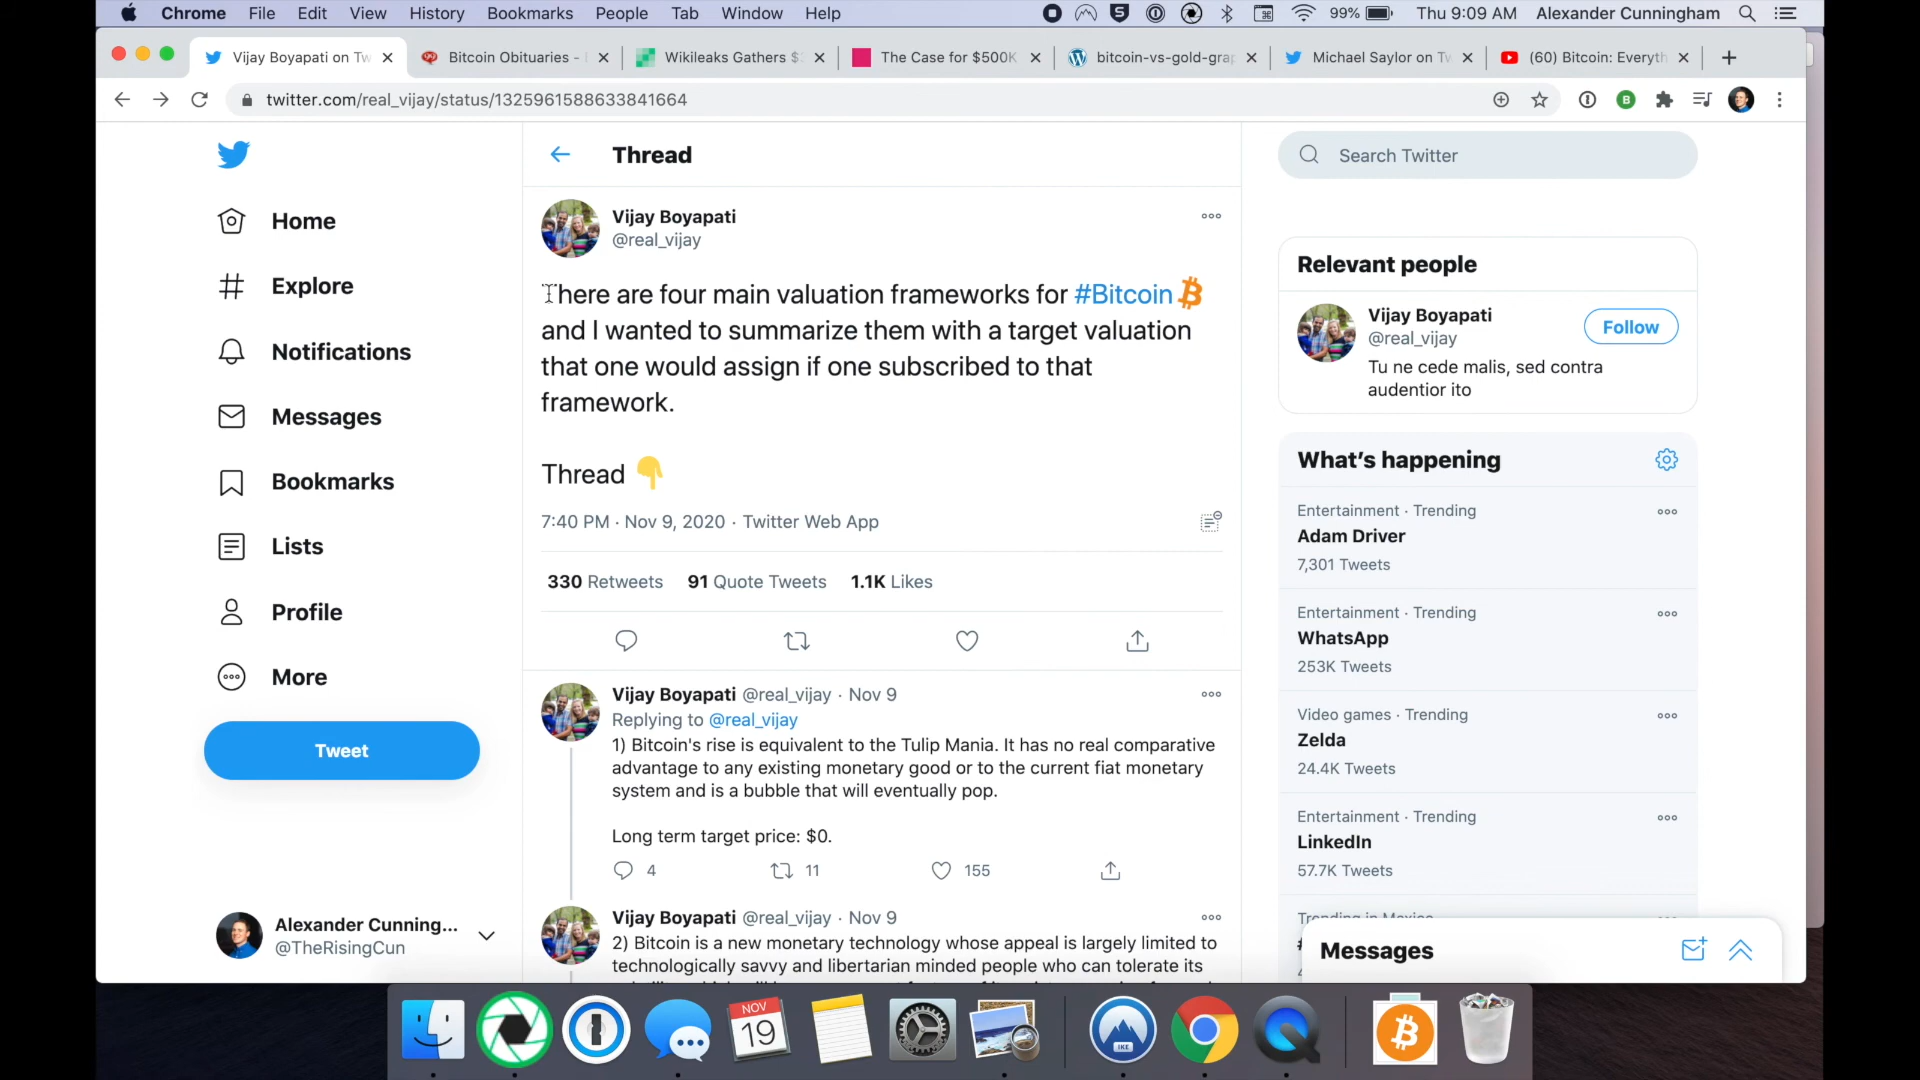 Chrome File Edit View History Bookmarks People Tab Window Help 99% Thu 9:09 AM Alexander Cunningham
Vijay Boyapati on Tw
Bitcoin Obituaries -
Wikileaks Gathers $
The Case for $500K
bitcoin-vs-gold-gra
Michael Saylor on Tw
(60) Bitcoin: Everyth
twitter.com/real_vijay/status/1325961588633841664
Home
Explore
Notifications
Messages
Bookmarks
Lists
Profile
More
Tweet
Alexander Cunning...
@TheRisingCun
Thread
Vijay Boyapati
@real_vijay
There are four main valuation frameworks for #Bitcoin
and I wanted to summarize them with a target valuation
that one would assign if one subscribed to that
framework.
Thread
7:40 PM · Nov 9, 2020 · Twitter Web App
330 Retweets 91 Quote Tweets 1.1K Likes
Vijay Boyapati @real_vijay · Nov 9
Replying to @real_vijay
1) Bitcoin's rise is equivalent to the Tulip Mania. It has no real comparative
advantage to any existing monetary good or to the current fiat monetary
system and is a bubble that will eventually pop.
Long term target price: $0.
4 11 155
Vijay Boyapati @real_vijay · Nov 9
2) Bitcoin is a new monetary technology whose appeal is largely limited to
technologically savvy and libertarian minded people who can tolerate its
Search Twitter
Relevant people
Vijay Boyapati
@real_vijay
Follow
Tu ne cede malis, sed contra
audentior ito
What's happening
Entertainment · Trending
Adam Driver
7,301 Tweets
Entertainment · Trending
WhatsApp
253K Tweets
Video games · Trending
Zelda
24.4K Tweets
Entertainment · Trending
LinkedIn
57.7K Tweets
Trending in Mexico
Messages
NOV
19
IKE